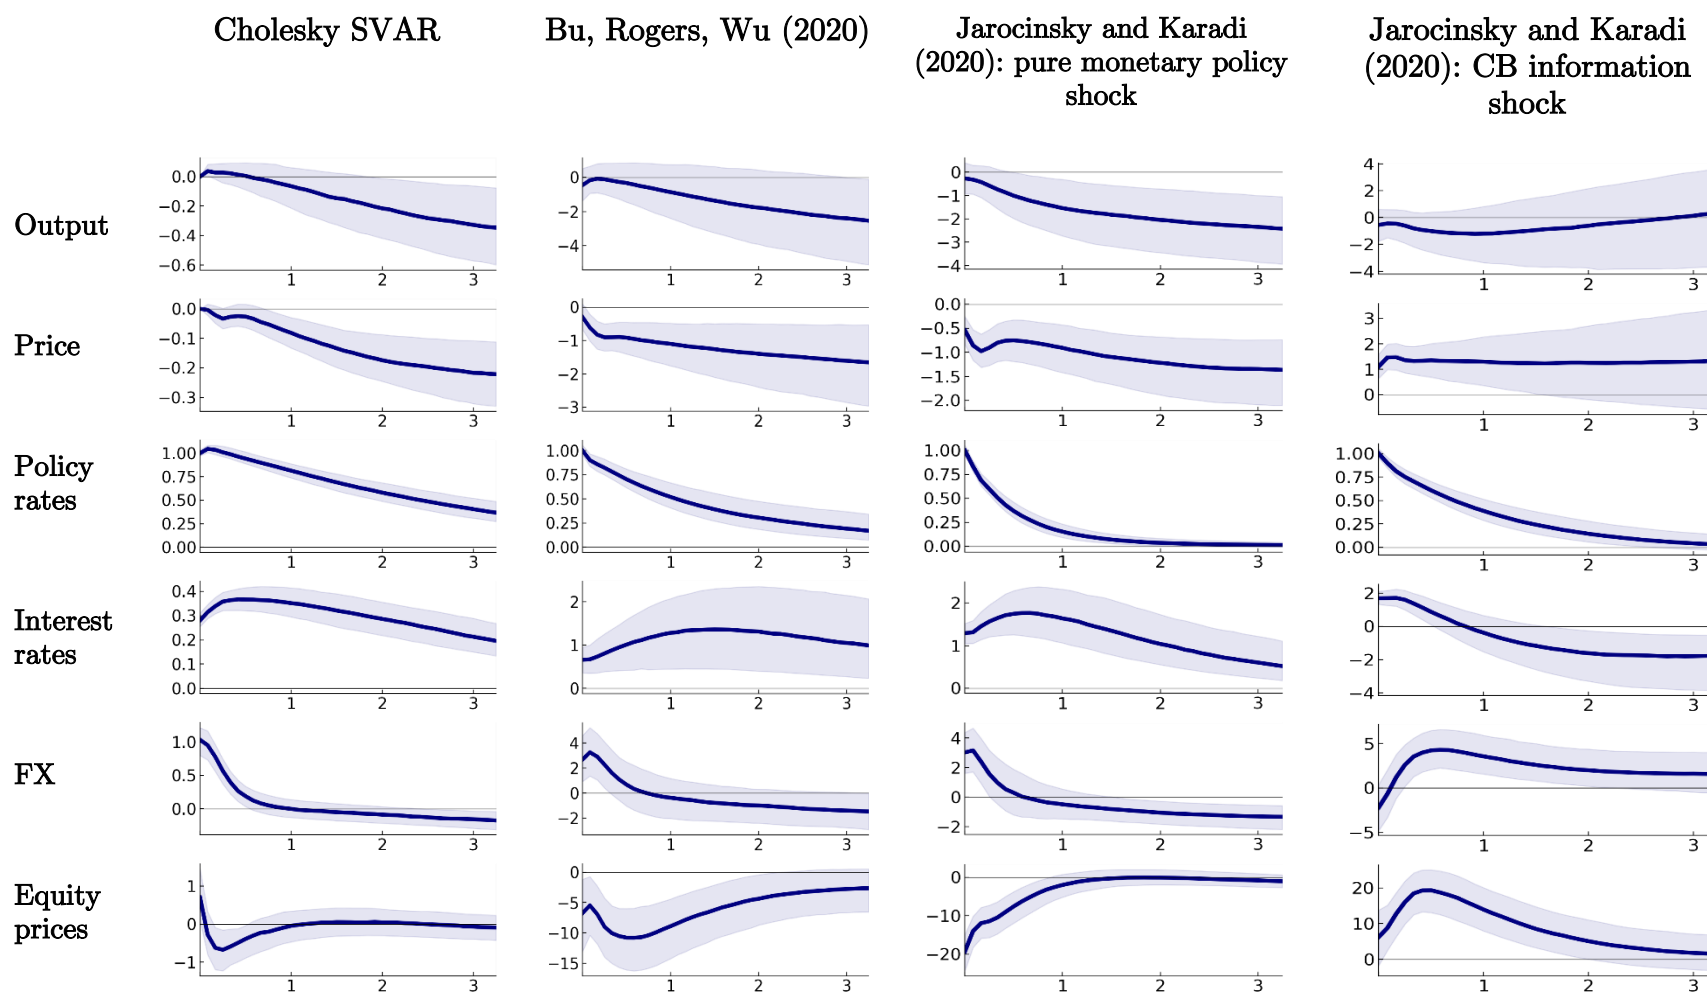 Cholesky SVAR
Bu, Rogers, Wu (2020)
Jarocinsky and Karadi
(2020): pure monetary policy
shock
Jarocinsky and Karadi
(2020): CB information
shock
Output
0.0
−0.2
−0.4
−0.6
1 2 3
0
−2
−4
1 2 3
0
−1
−2
−3
−4
1 2 3
4
2
0
−2
−4
1 2 3
Price
0.0
−0.1
−0.2
−0.3
1 2 3
0
−1
−2
−3
1 2 3
0.0
−0.5
−1.0
−1.5
−2.0
1 2 3
3
2
1
0
1 2 3
Policy
rates
1.00
0.75
0.50
0.25
0.00
1 2 3
1.00
0.75
0.50
0.25
0.00
1 2 3
1.00
0.75
0.50
0.25
0.00
1 2 3
1.00
0.75
0.50
0.25
0.00
1 2 3
Interest
rates
0.4
0.3
0.2
0.1
0.0
1 2 3
2
1
0
1 2 3
2
1
0
1 2 3
2
0
−2
−4
1 2 3
FX
1.0
0.5
0.0
1 2 3
4
2
0
−2
1 2 3
4
2
0
−2
1 2 3
5
0
−5
1 2 3
Equity
prices
1
0
−1
1 2 3
0
−5
−10
−15
1 2 3
0
−10
−20
1 2 3
20
10
0
1 2 3